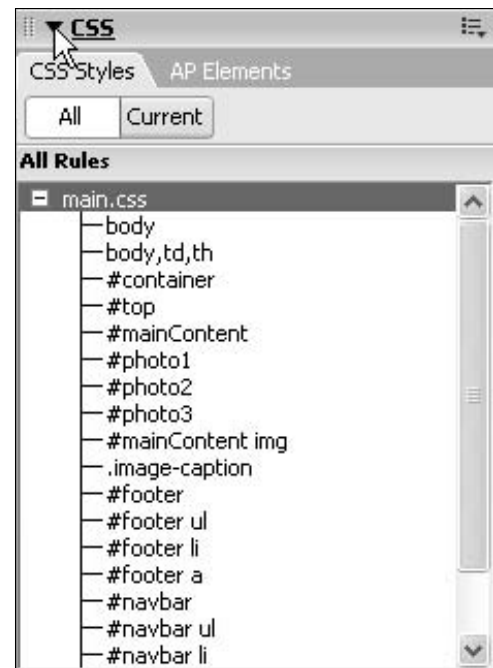 CSS
CSS Styles AP Elements
All Current
All Rules
main.css
body
body,td,th
#container
#top
#mainContent
#photo1
#photo2
#photo3
#mainContent img
.image-caption
#footer
#footer ul
#footer li
#footer a
#navbar
#navbar ul
#navbar li